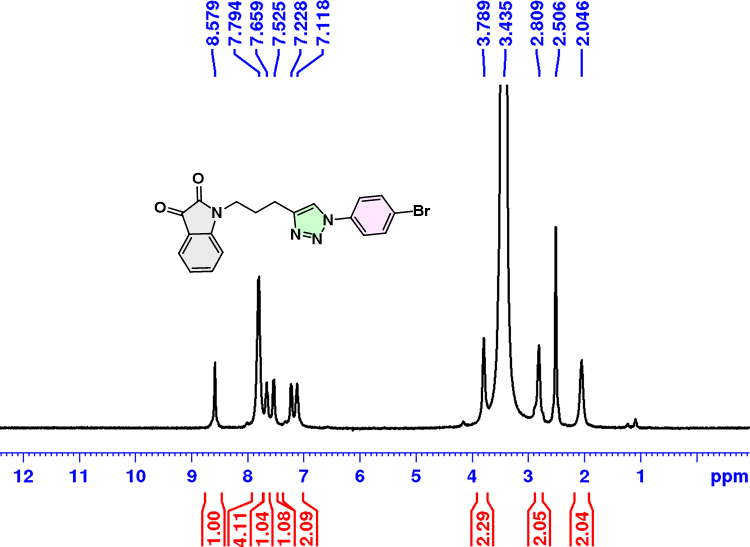 8.579
7.794
7.659
7.525
7.228
7.118
3.789
3.435
2.809
2.506
2.046
O
O
N
N
N
N
Br
12 11 10 9 8 7 6 5 4 3 2 1 ppm
1.00
4.11
1.04
1.08
2.09
2.29
2.05
2.04